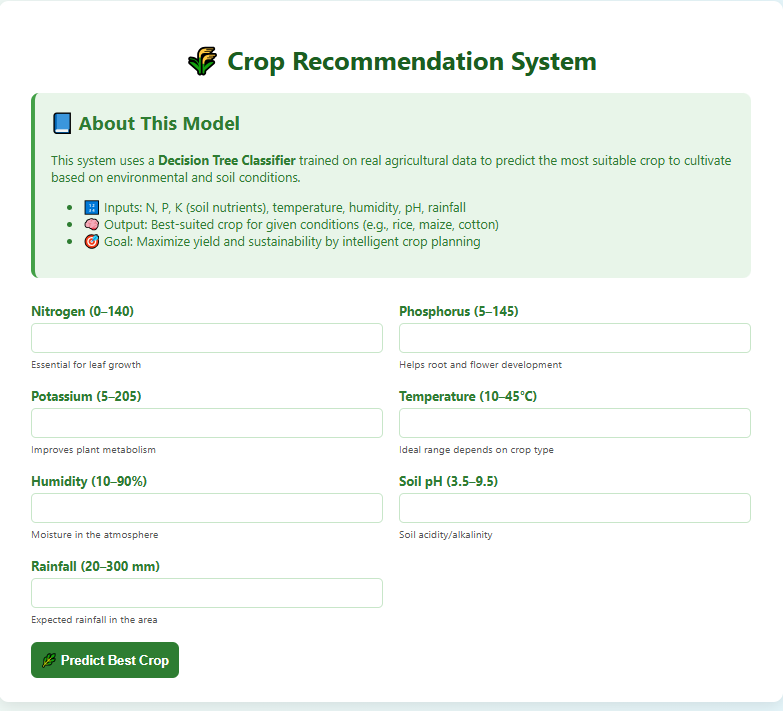 Crop Recommendation System
About This Model
This system uses a Decision Tree Classifier trained on real agricultural data to predict the most suitable crop to cultivate
based on environmental and soil conditions.
Inputs: N, P, K (soil nutrients), temperature, humidity, pH, rainfall
Output: Best-suited crop for given conditions (e.g., rice, maize, cotton)
Goal: Maximize yield and sustainability by intelligent crop planning
Nitrogen (0–140)
Phosphorus (5–145)
Essential for leaf growth
Helps root and flower development
Potassium (5–205)
Temperature (10–45°C)
Improves plant metabolism
Ideal range depends on crop type
Humidity (10–90%)
Soil pH (3.5–9.5)
Moisture in the atmosphere
Soil acidity/alkalinity
Rainfall (20–300 mm)
Expected rainfall in the area
Predict Best Crop